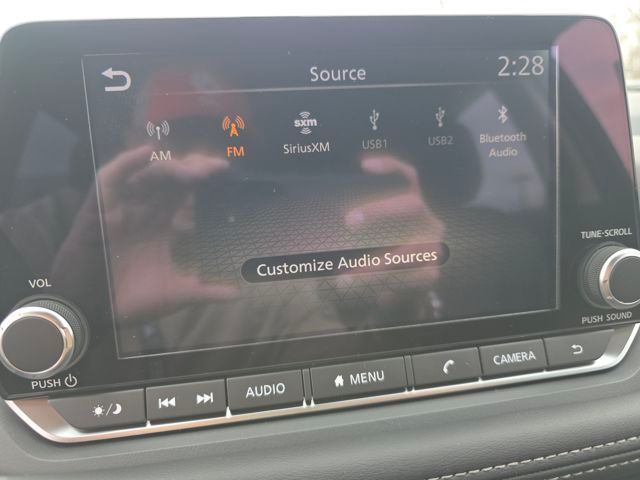 Source
2:28
AM
FM
sxm
SiriusXM
USB1
USB2
Bluetooth
Audio
Customize Audio Sources
VOL
PUSH
TUNE-SCROLL
PUSH SOUND
AUDIO
MENU
CAMERA